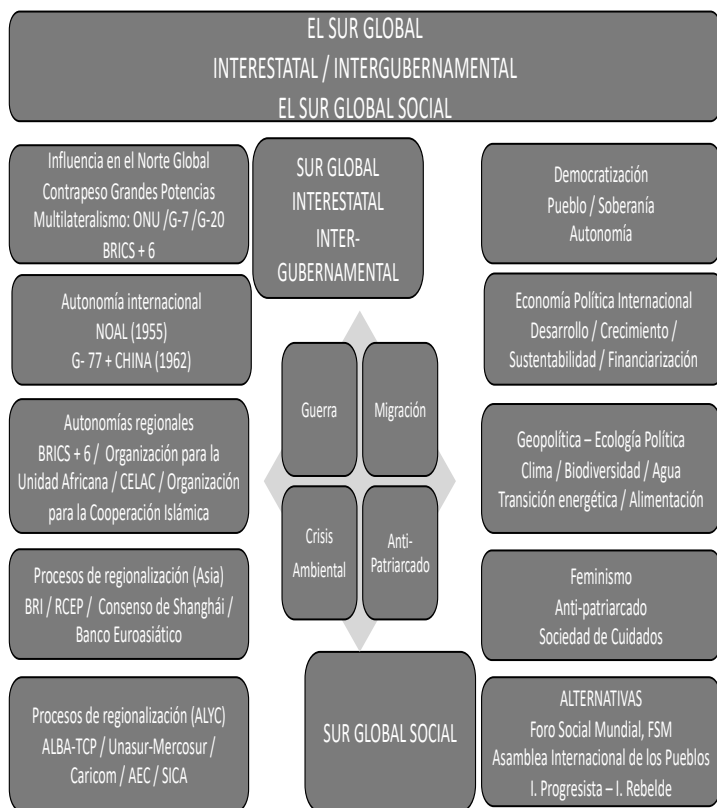 EL SUR GLOBAL
INTERESTATAL / INTERGUBERNAMENTAL
EL SUR GLOBAL SOCIAL
Influencia en el Norte Global
Contrapeso Grandes Potencias
Multilateralismo: ONU /G-7 /G-20
BRICS + 6
SUR GLOBAL
INTERESTATAL
INTER-
GUBERNAMENTAL
Democratización
Pueblo / Soberanía
Autonomía
Autonomía internacional
NOAL (1955)
G- 77 + CHINA (1962)
Economía Política Internacional
Desarrollo / Crecimiento /
Sustentabilidad / Financiarización
Guerra
Migración
Autonomías regionales
BRICS + 6 / Organización para la
Unidad Africana / CELAC / Organización
para la Cooperación Islámica
Geopolítica – Ecología Política
Clima / Biodiversidad / Agua
Transición energética / Alimentación
Crisis
Ambiental
Anti-
Patriarcado
Procesos de regionalización (Asia)
BRI / RCEP / Consenso de Shanghái /
Banco Euroasiático
Feminismo
Anti-patriarcado
Sociedad de Cuidados
Procesos de regionalización (ALYC)
ALBA-TCP / Unasur-Mercosur /
Caricom / AEC / SICA
SUR GLOBAL SOCIAL
ALTERNATIVAS
Foro Social Mundial, FSM
Asamblea Internacional de los Pueblos
I. Progresista – I. Rebelde